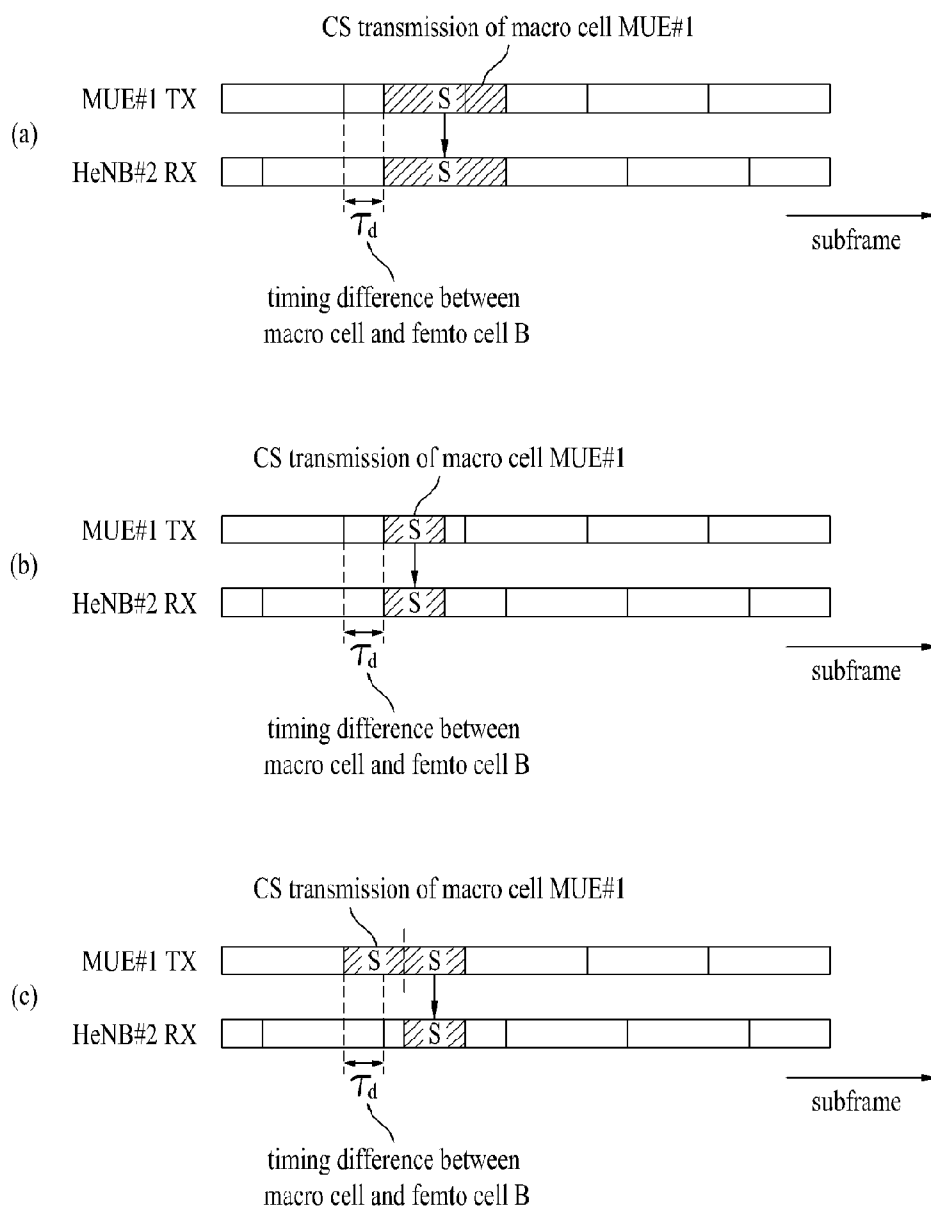 CS transmission of macro cell MUE#1
MUE#1 TX
S
(a)
HeNB#2 RX
S
τd
subframe
timing difference between
macro cell and femto cell B
CS transmission of macro cell MUE#1
MUE#1 TX
S
(b)
HeNB#2 RX
S
τd
subframe
timing difference between
macro cell and femto cell B
CS transmission of macro cell MUE#1
MUE#1 TX
S S
(c)
HeNB#2 RX
S
τd
subframe
timing difference between
macro cell and femto cell B